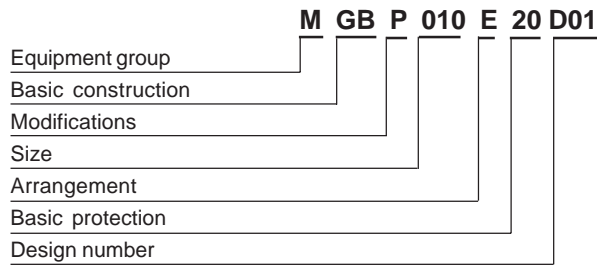 M GB P 010 E 20 D01
Equipment group
Basic construction
Modifications
Size
Arrangement
Basic protection
Design number